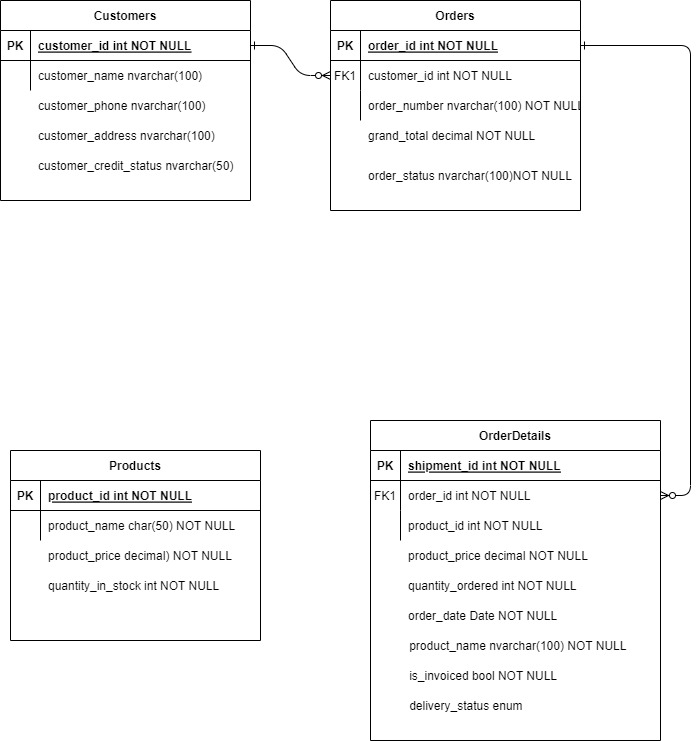 Customers
PK customer_id int NOT NULL
customer_name nvarchar(100)
customer_phone nvarchar(100)
customer_address nvarchar(100)
customer_credit_status nvarchar(50)
Orders
PK order_id int NOT NULL
FK1 customer_id int NOT NULL
order_number nvarchar(100) NOT NULL
grand_total decimal NOT NULL
order_status nvarchar(100)NOT NULL
Products
PK product_id int NOT NULL
product_name char(50) NOT NULL
product_price decimal) NOT NULL
quantity_in_stock int NOT NULL
OrderDetails
PK shipment_id int NOT NULL
FK1 order_id int NOT NULL
product_id int NOT NULL
product_price decimal NOT NULL
quantity_ordered int NOT NULL
order_date Date NOT NULL
product_name nvarchar(100) NOT NULL
is_invoiced bool NOT NULL
delivery_status enum